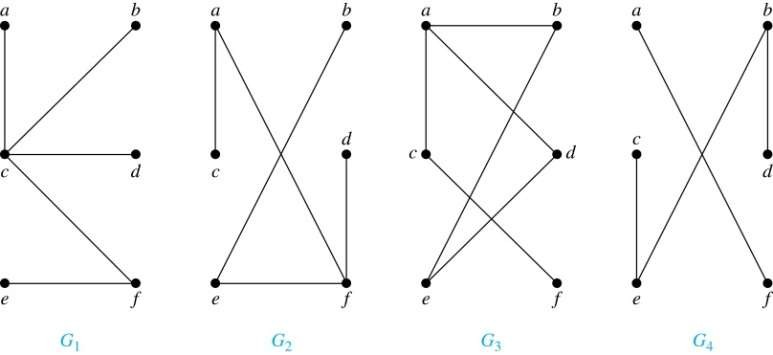 a b a b a b a b
d c
c d c c d d
e f e f e f e f
G1 G2 G3 G4